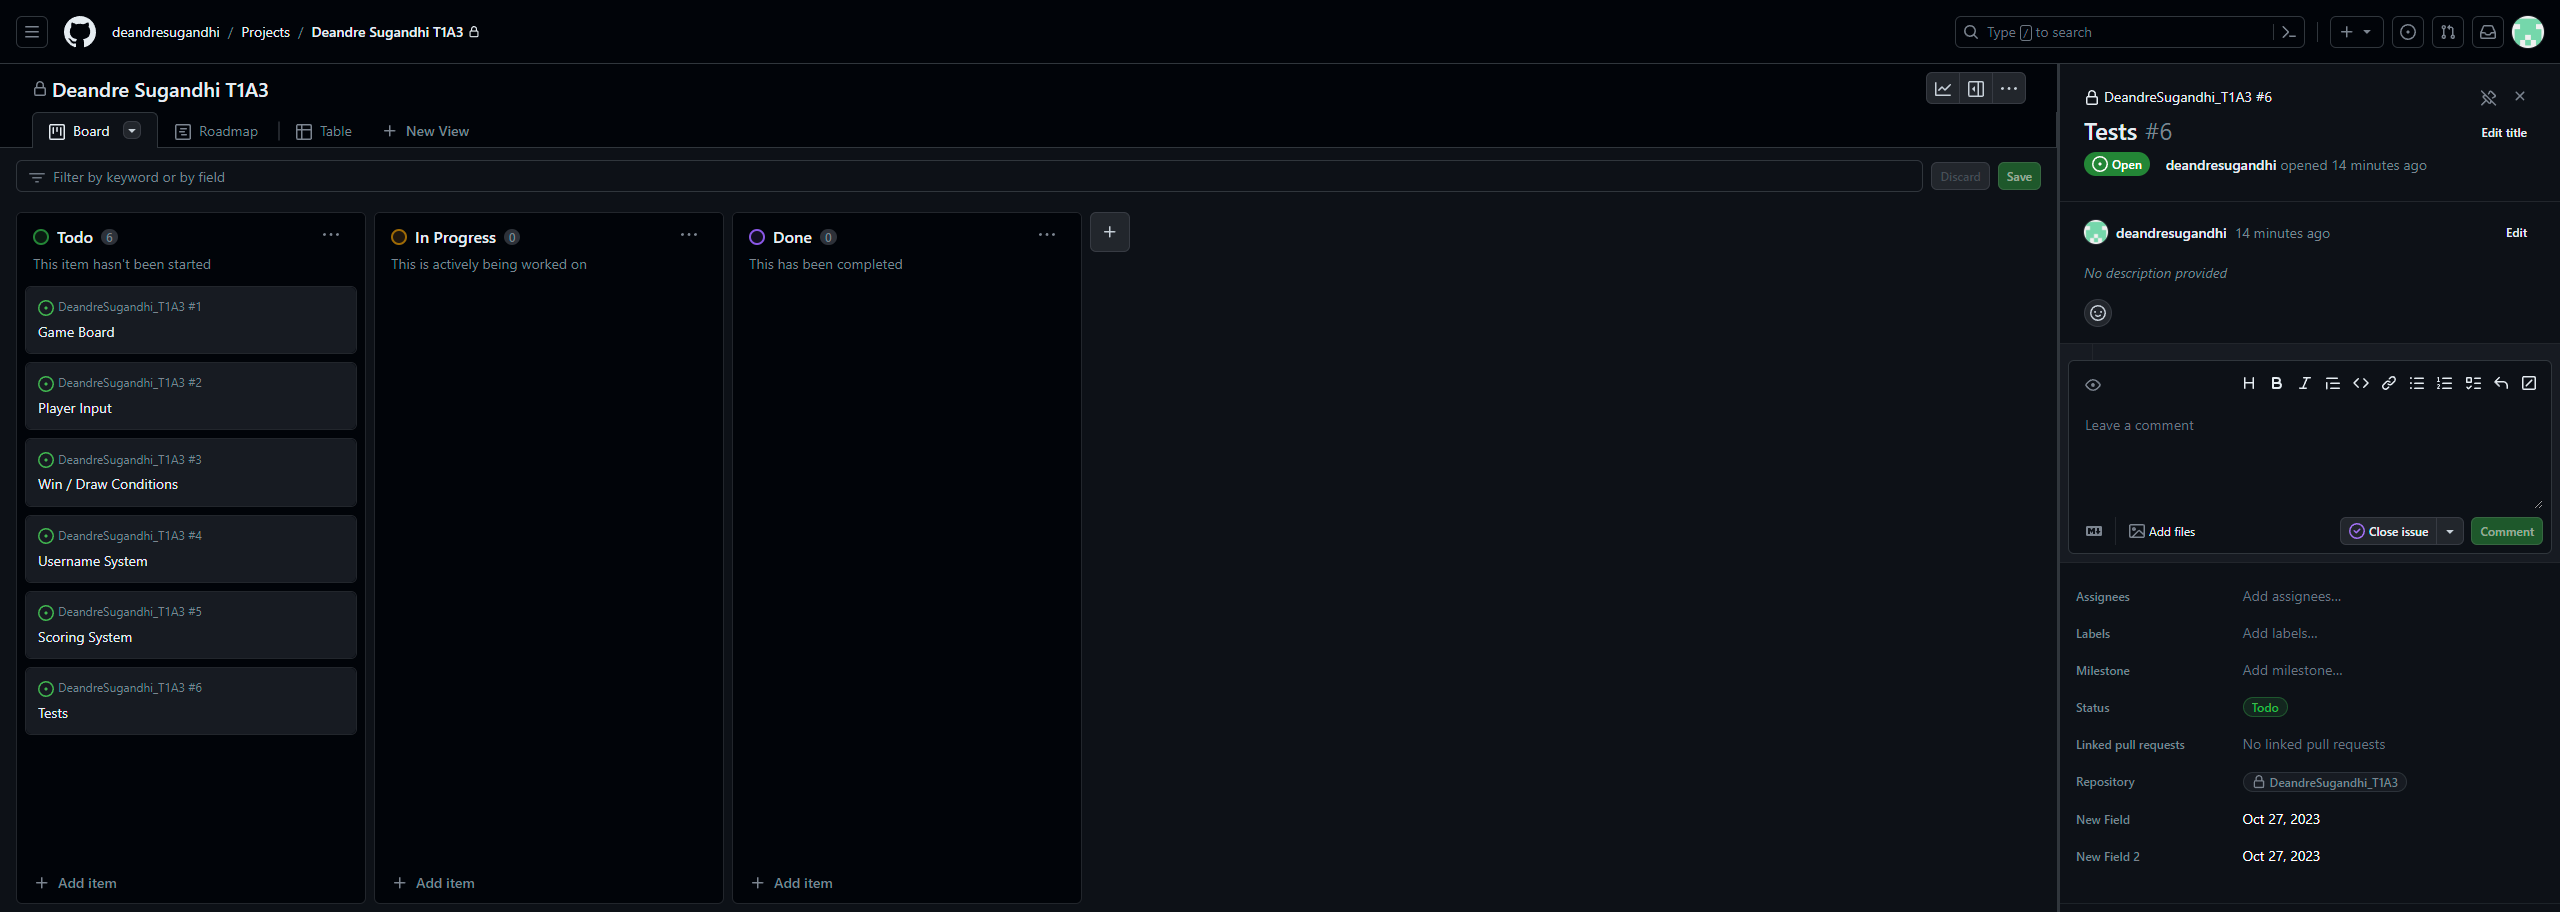 deandresugandhi / Projects / Deandre Sugandhi T1A3
Type / to search
Deandre Sugandhi T1A3
Board
Roadmap
Table
New View
Filter by keyword or by field
Discard
Save
Todo 6
This item hasn't been started
DeandreSugandhi_T1A3 #1
Game Board
DeandreSugandhi_T1A3 #2
Player Input
DeandreSugandhi_T1A3 #3
Win / Draw Conditions
DeandreSugandhi_T1A3 #4
Username System
DeandreSugandhi_T1A3 #5
Scoring System
DeandreSugandhi_T1A3 #6
Tests
Add item
In Progress 0
This is actively being worked on
Add item
Done 0
This has been completed
Add item
DeandreSugandhi_T1A3 #6
Tests #6
Edit title
Open
deandresugandhi opened 14 minutes ago
deandresugandhi 14 minutes ago
Edit
No description provided
Leave a comment
Add files
Close issue
Comment
Assignees
Add assignees...
Labels
Add labels...
Milestone
Add milestone...
Status
Todo
Linked pull requests
No linked pull requests
Repository
DeandreSugandhi_T1A3
New Field
Oct 27, 2023
New Field 2
Oct 27, 2023